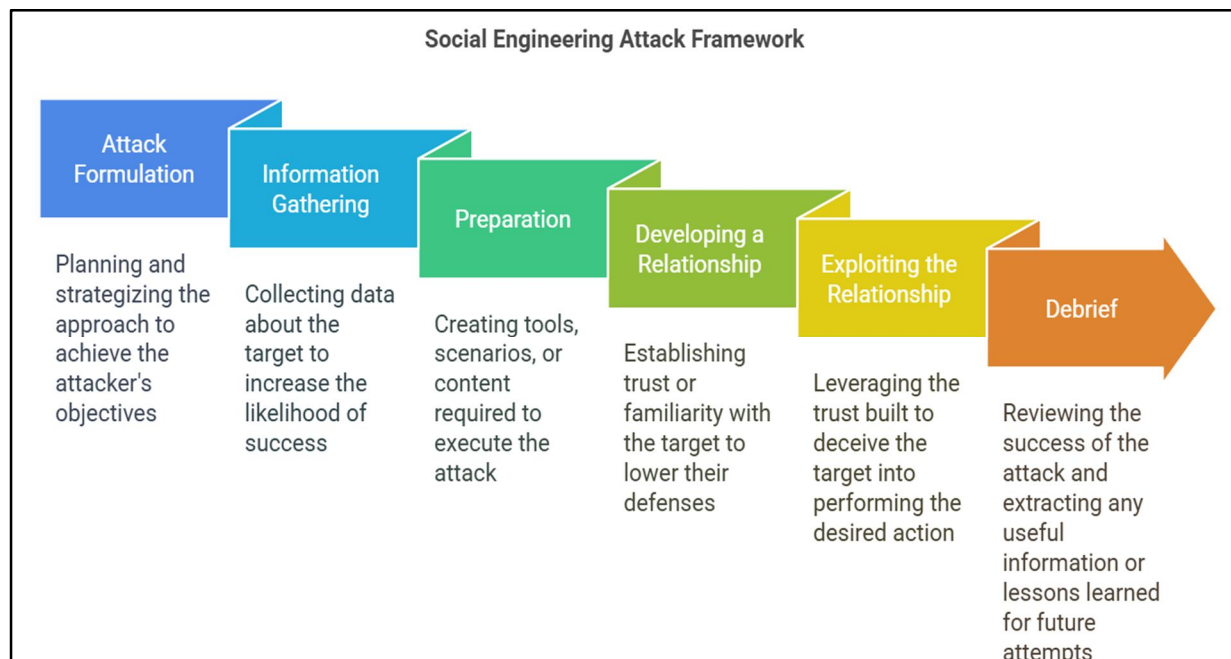 Social Engineering Attack Framework
Attack
Formulation
Planning and
strategizing the
approach to
achieve the
attacker's
objectives
Information
Gathering
Collecting data
about the
target to
increase the
likelihood of
success
Preparation
Creating tools,
scenarios, or
content
required to
execute the
attack
Developing a
Relationship
Establishing
trust or
familiarity with
the target to
lower their
defenses
Exploiting the
Relationship
Leveraging the
trust built to
deceive the
target into
performing the
desired action
Debrief
Reviewing the
success of the
attack and
extracting any
useful
information or
lessons learned
for future
attempts